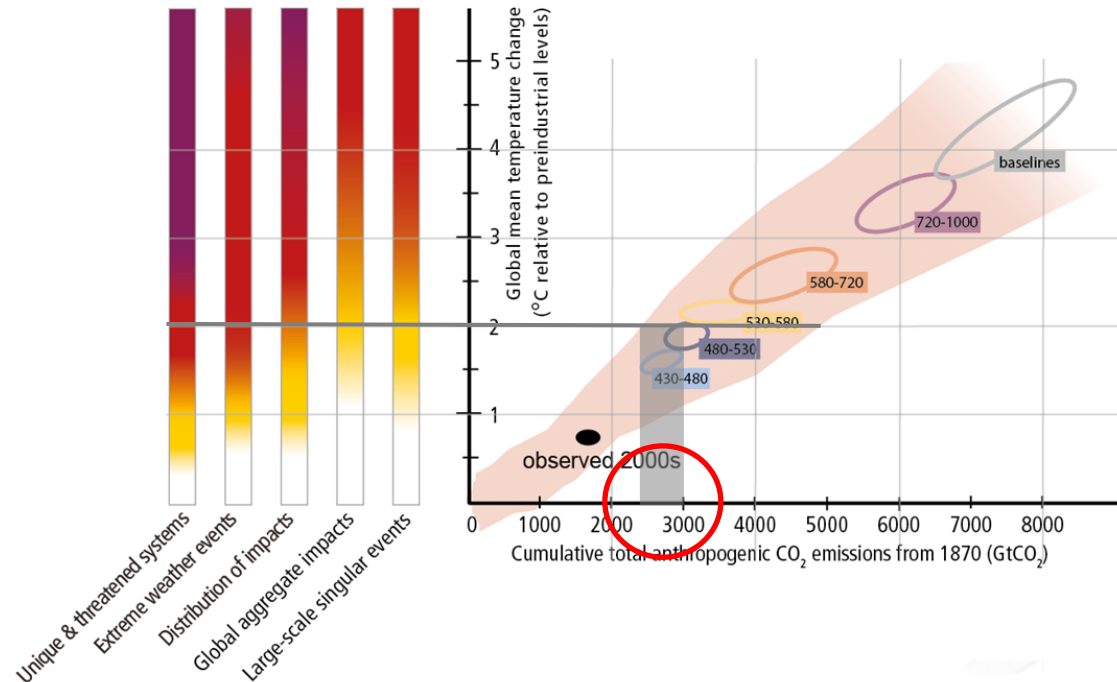 Global mean temperature change
(°C relative to preindustrial levels)
5
4
3
2
1
baselines
720-1000
580-720
530-580
480-530
430-480
observed 2000s
0 1000 2000 3000 4000 5000 6000 7000 8000
Cumulative total anthropogenic CO₂ emissions from 1870 (GtCO₂)
Unique & threatened systems
Extreme weather events
Distribution of impacts
Global aggregate impacts
Large-scale singular events